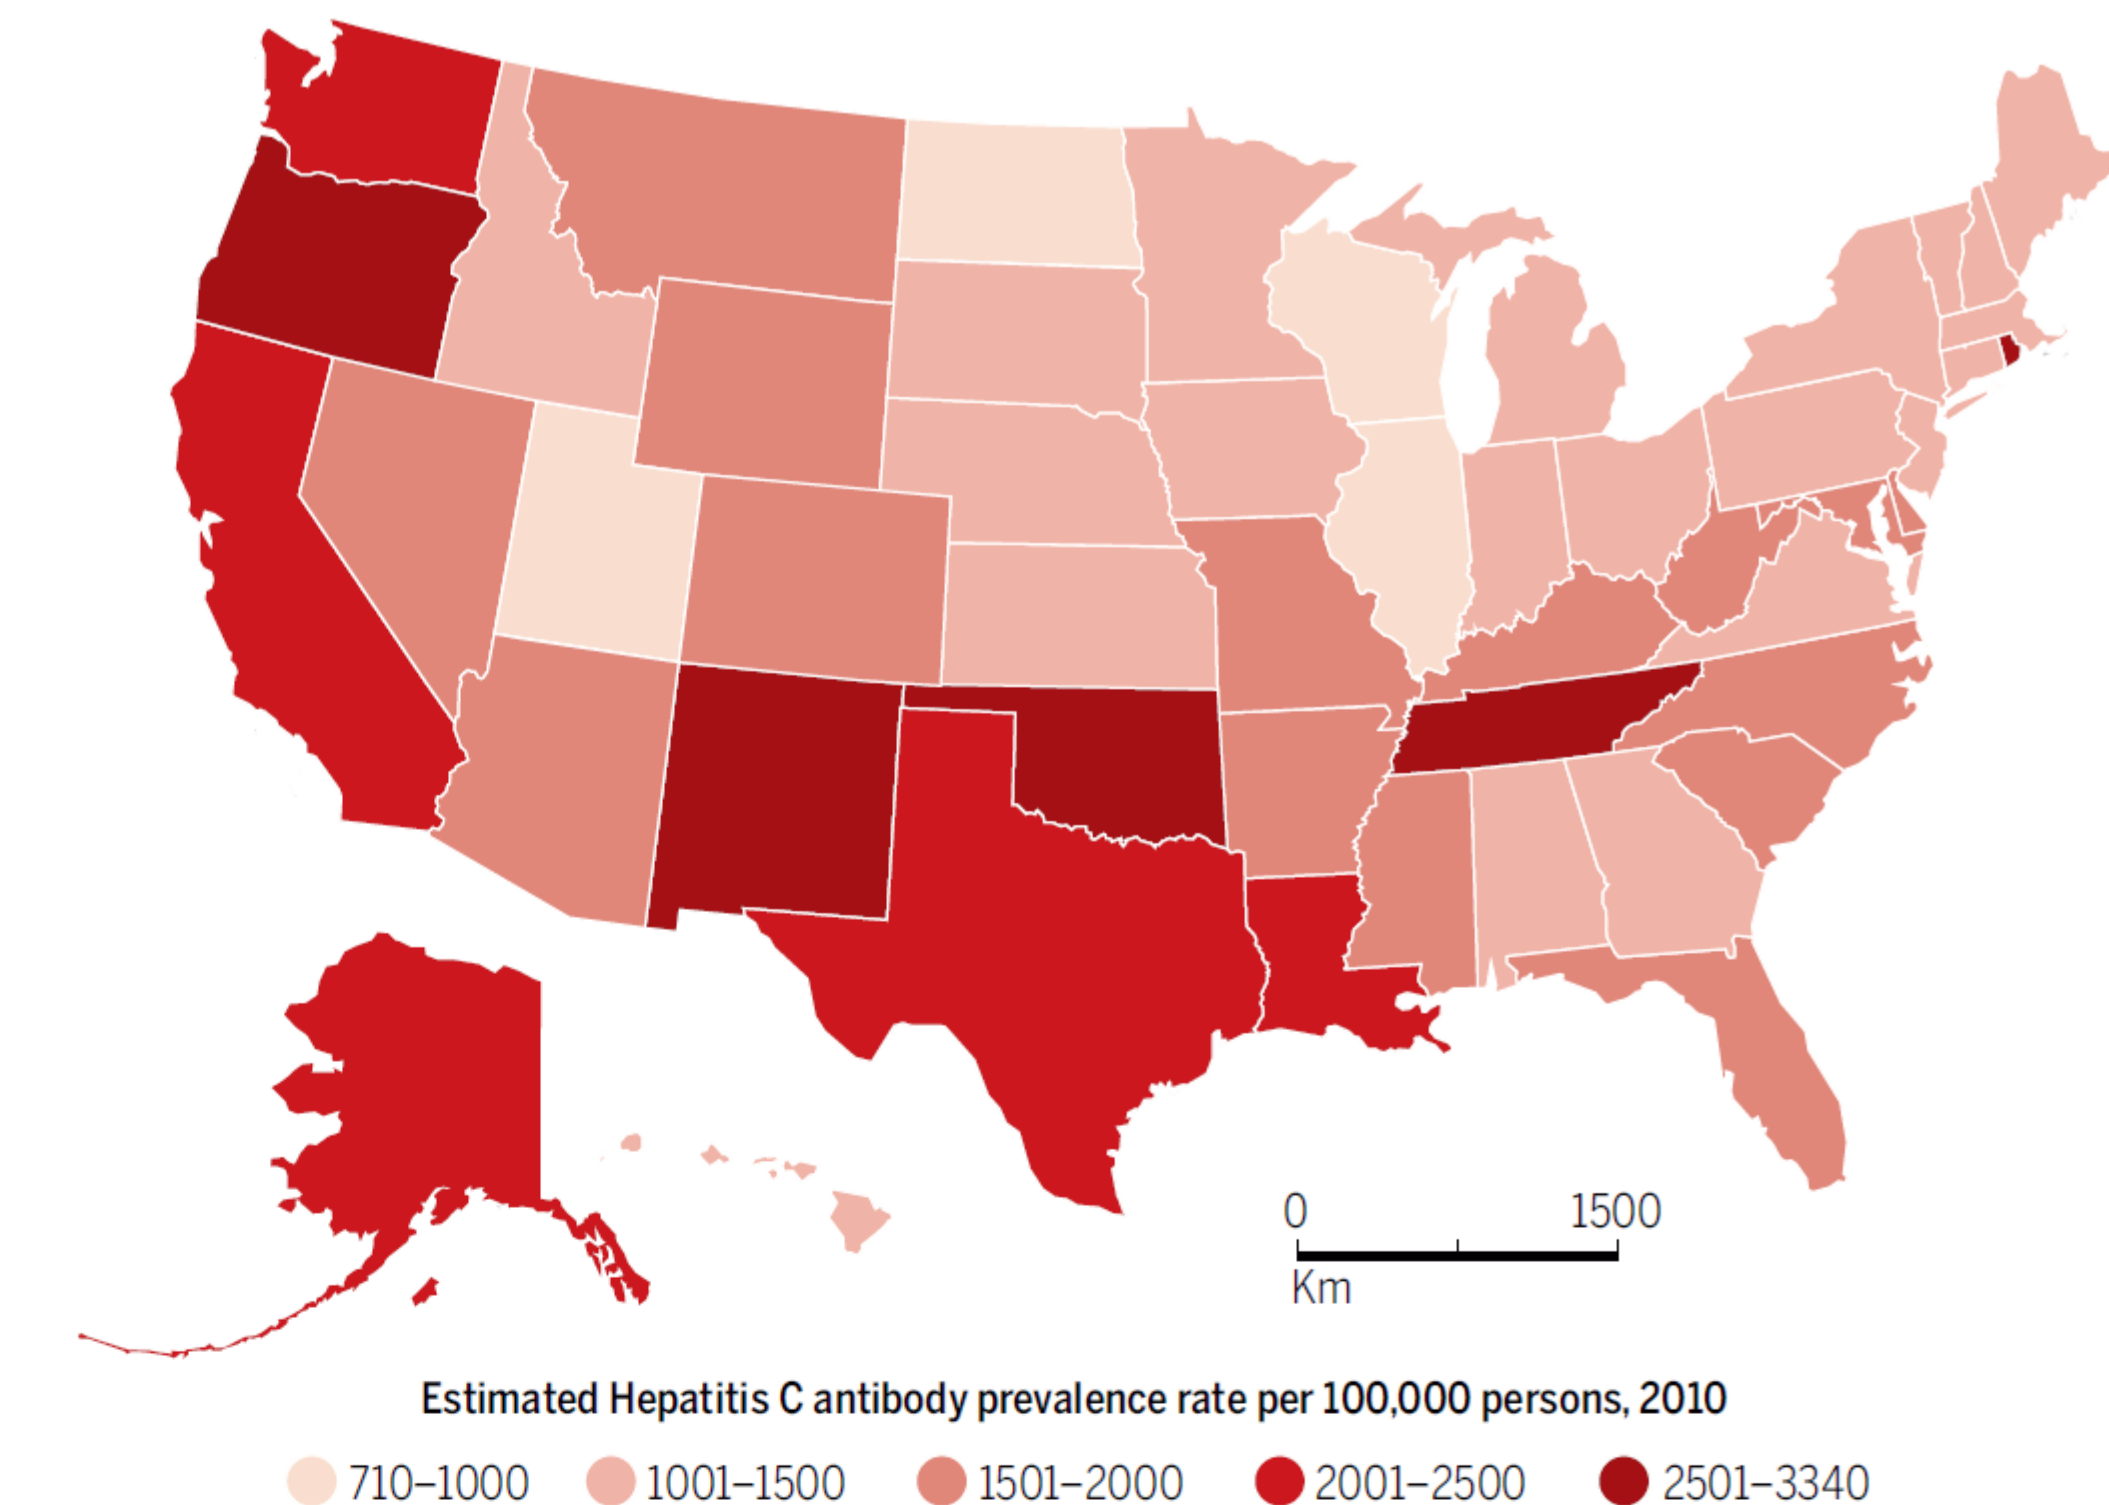 0 1500
Km
Estimated Hepatitis C antibody prevalence rate per 100,000 persons, 2010
710–1000 1001–1500 1501–2000 2001–2500 2501–3340